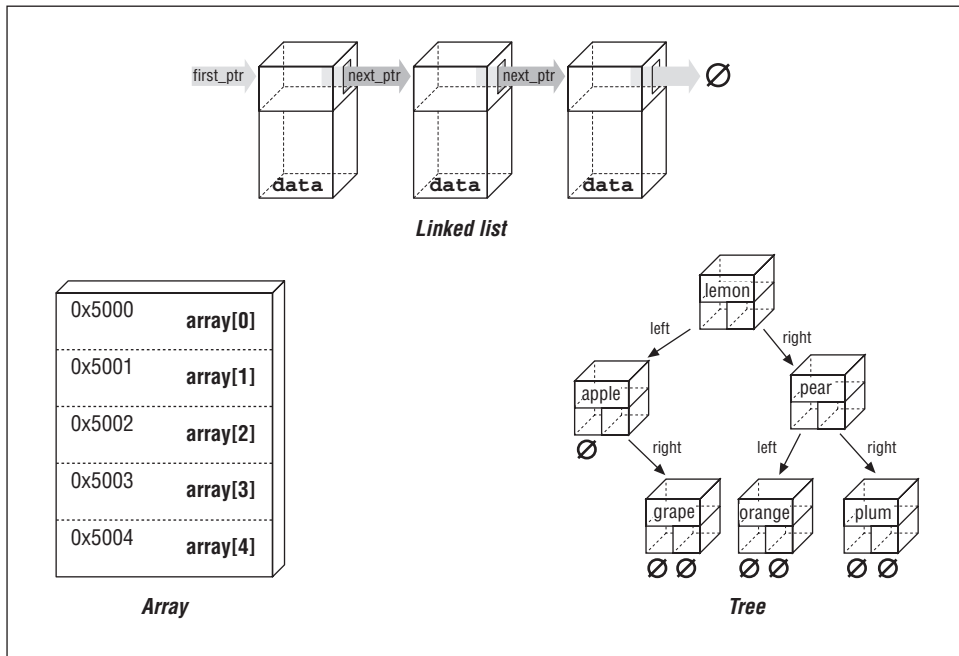 first_ptr next_ptr next_ptr ∅
data data data
Linked list
0x5000 array[0]
0x5001 array[1]
0x5002 array[2]
0x5003 array[3]
0x5004 array[4]
Array
lemon
left right
apple pear
∅ right left right
grape orange plum
∅ ∅ ∅ ∅ ∅ ∅
Tree